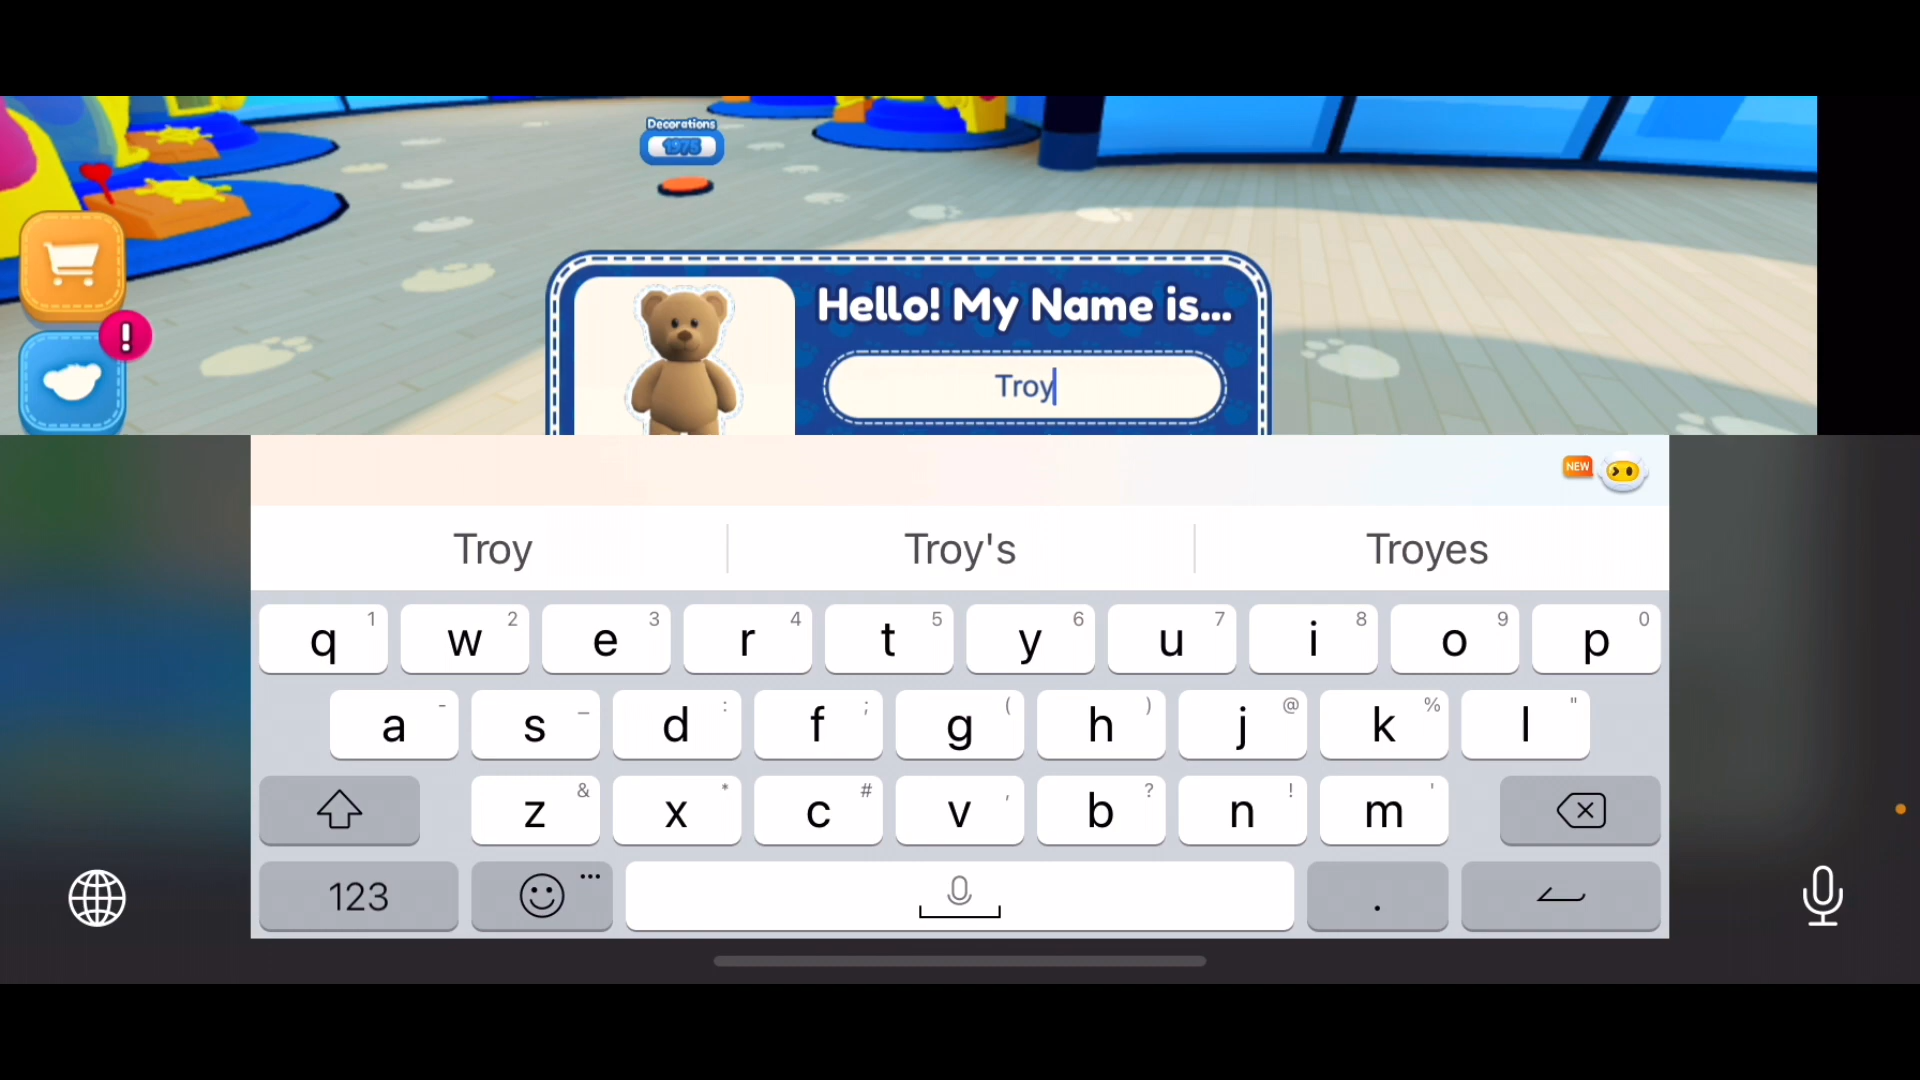 Decorations
1975
!
Hello! My Name is...
Troy
NEW
Troy Troy's Troyes
q 1 w 2 e 3 r 4 t 5 y 6 u 7 i 8 o 9 p 0
a - s _ d : f ; g ( h ) j @ k % l "
z & x * c # v , b ? n ! m '
123 ... .